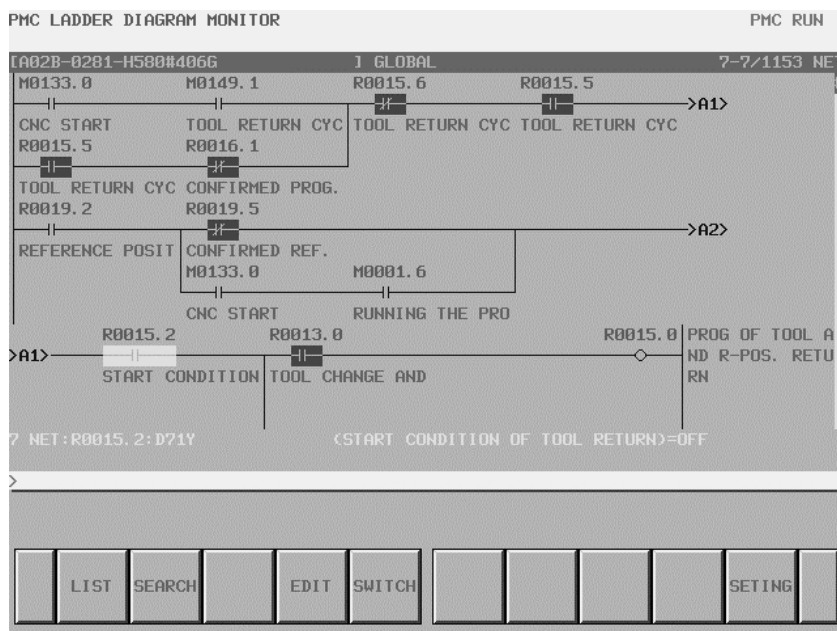 PMC LADDER DIAGRAM MONITOR PMC RUN
[A02B-0281-H580#406G ] GLOBAL 7-7/1153 NE
M0133.0 M0149.1 R0015.6 R0015.5
>A1>
CNC START TOOL RETURN CYC TOOL RETURN CYC TOOL RETURN CYC
R0015.5 R0016.1
TOOL RETURN CYC CONFIRMED PROG.
R0019.2 R0019.5
>A2>
REFERENCE POSIT CONFIRMED REF.
M0133.0 M0001.6
CNC START RUNNING THE PRO
R0015.2 R0013.0 R0015.0 PROG OF TOOL A
>A1> ND R-POS. RETU
START CONDITION TOOL CHANGE AND RN
7 NET:R0015.2:D71Y (START CONDITION OF TOOL RETURN)=OFF
>
LIST SEARCH EDIT SWITCH SETING